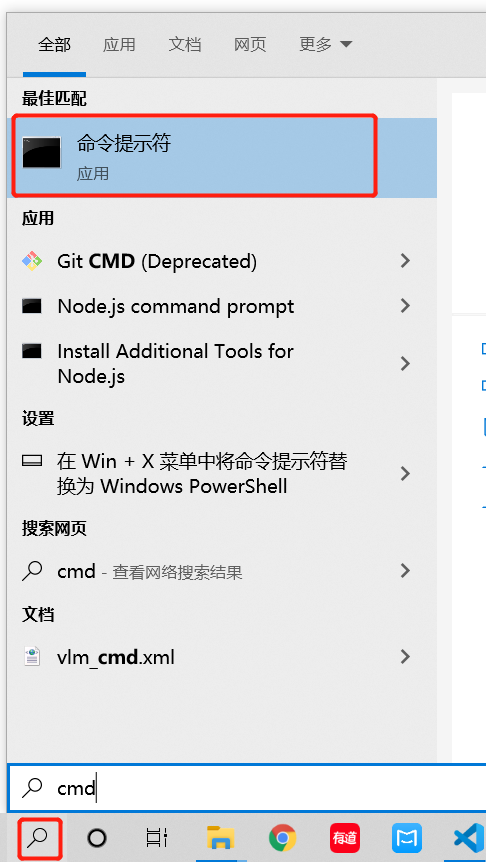 全部 应用 文档 网页 更多
最佳匹配
命令提示符
应用
应用
Git CMD (Deprecated)
Node.js command prompt
Install Additional Tools for
Node.js
设置
在 Win + X 菜单中将命令提示符替
换为 Windows PowerShell
搜索网页
cmd - 查看网络搜索结果
文档
vlm_cmd.xml
cmd
有道